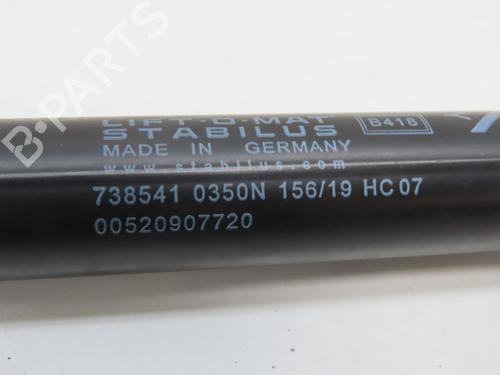 B-PARTS
LIFT-O-MAT
STABILUS
B418
MADE IN GERMANY
www.stabilus.com
738541 0350N 156/19 HC07
00520907720